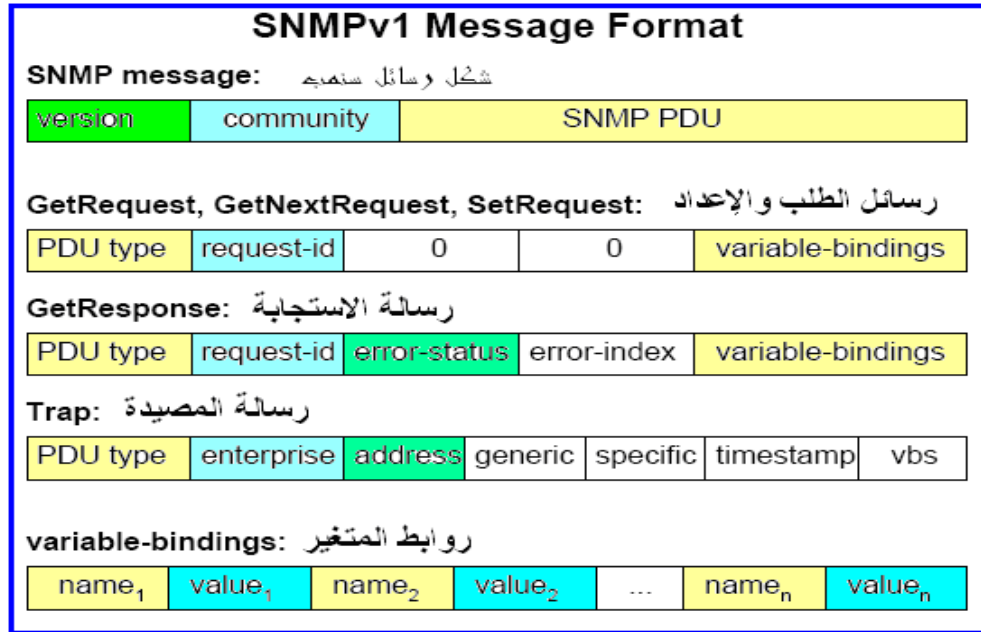 SNMPv1 Message Format
SNMP message: شكل رسائل
version community SNMP PDU
GetRequest, GetNextRequest, SetRequest: رسائل الطلب والإعداد
PDU type request-id 0 0 variable-bindings
GetResponse: رسالة الاستجابة
PDU type request-id error-status error-index variable-bindings
Trap: رسالة المصيدة
PDU type enterprise address generic specific timestamp vbs
variable-bindings: روابط المتغير
name₁ value₁ name₂ value₂ ... nameₙ valueₙ